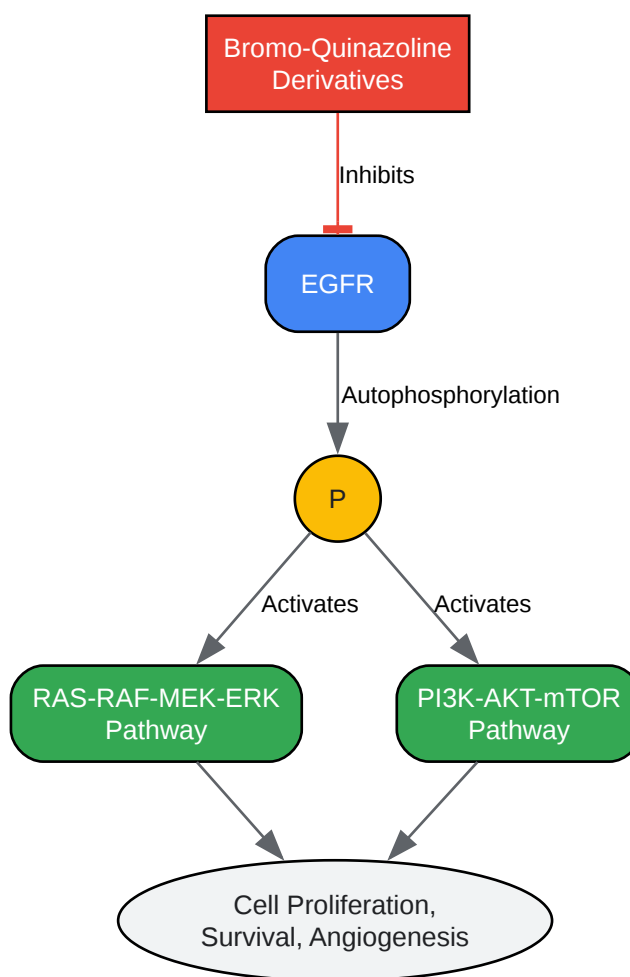 Bromo-Quinazoline
Derivatives
Inhibits
EGFR
Autophosphorylation
P
Activates
Activates
RAS-RAF-MEK-ERK
Pathway
PI3K-AKT-mTOR
Pathway
Cell Proliferation,
Survival, Angiogenesis